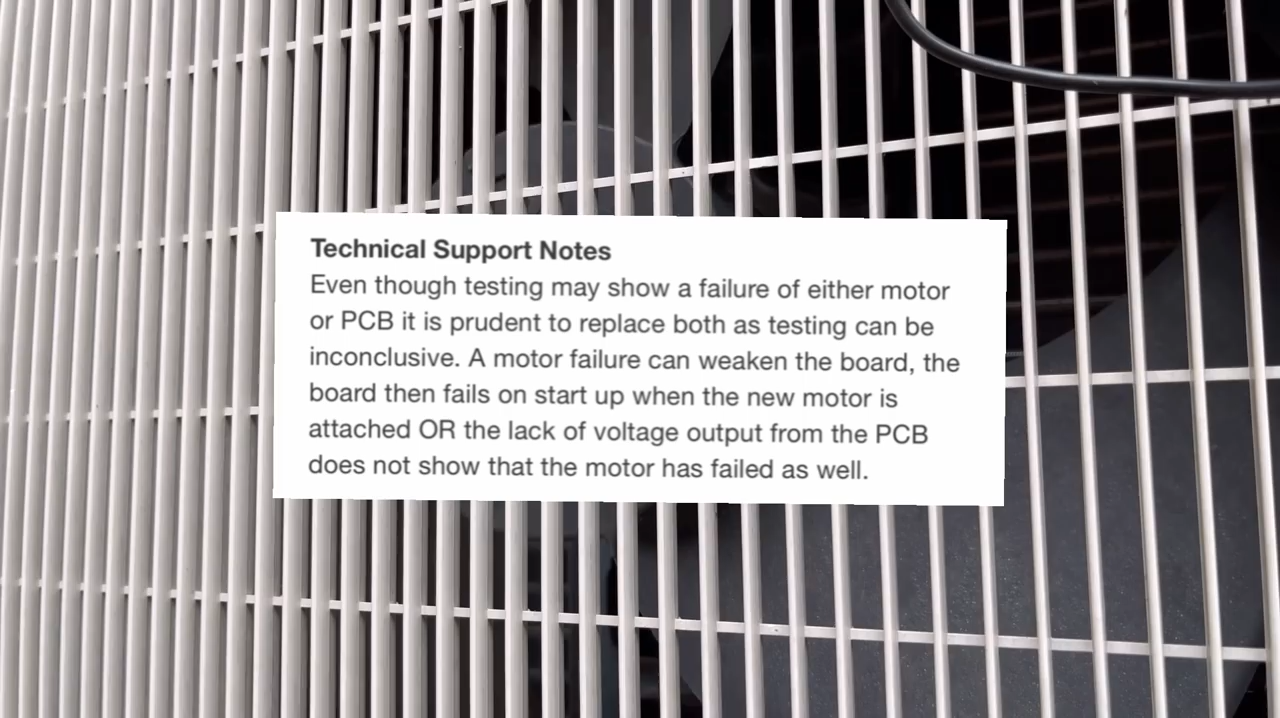 Technical Support Notes
Even though testing may show a failure of either motor
or PCB it is prudent to replace both as testing can be
inconclusive. A motor failure can weaken the board, the
board then fails on start up when the new motor is
attached OR the lack of voltage output from the PCB
does not show that the motor has failed as well.